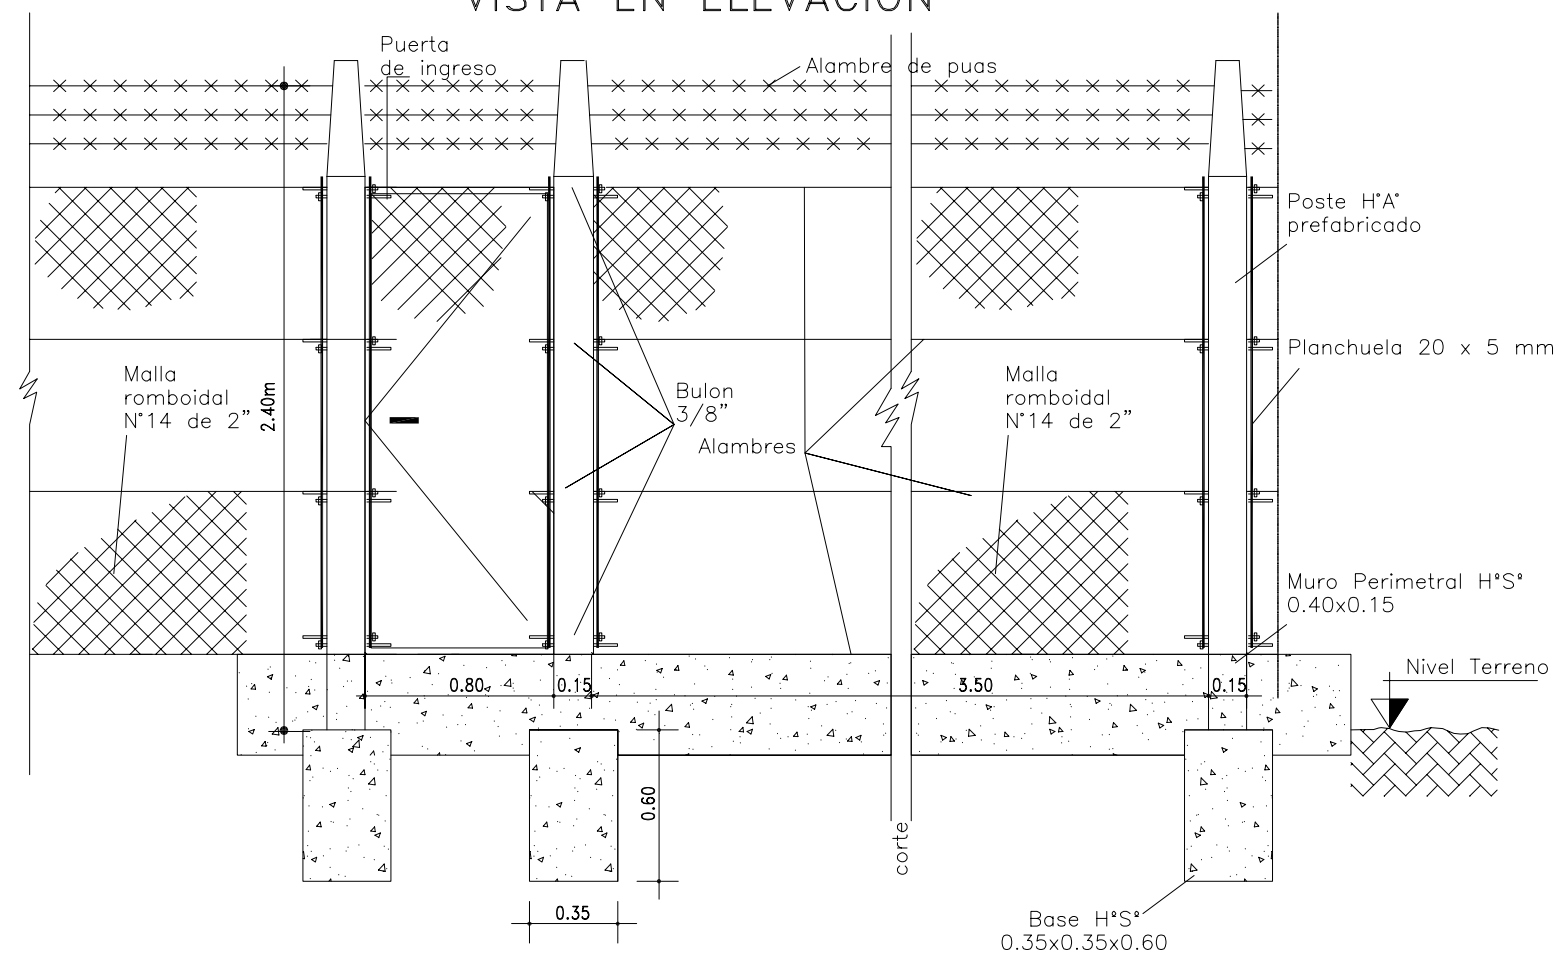 VISTA EN ELEVACION
Puerta
de ingreso
Alambre de puas
Poste H°A°
prefabricado
Planchuela 20 x 5 mm
Malla
romboidal
N°14 de 2"
2.40m
Bulon
3/8"
Alambres
Malla
romboidal
N°14 de 2"
Muro Perimetral H°S°
0.40x0.15
Nivel Terreno
0.80
0.15
3.50
0.15
0.60
corte
0.35
Base H°S°
0.35x0.35x0.60